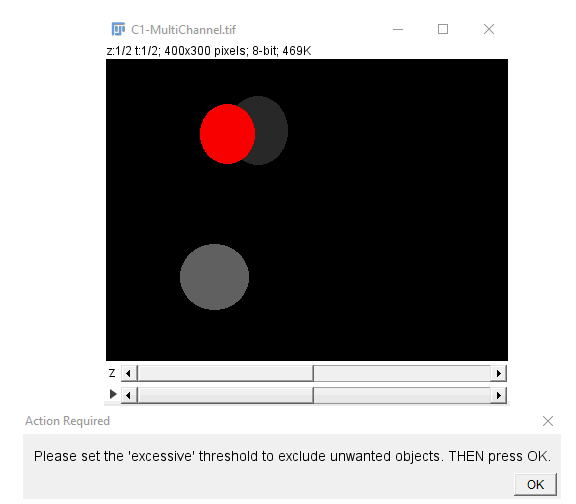 C1-MultiChannel.tif
z:1/2 t:1/2; 400x300 pixels; 8-bit; 469K
z
Action Required
Please set the 'excessive' threshold to exclude unwanted objects. THEN press OK.
OK